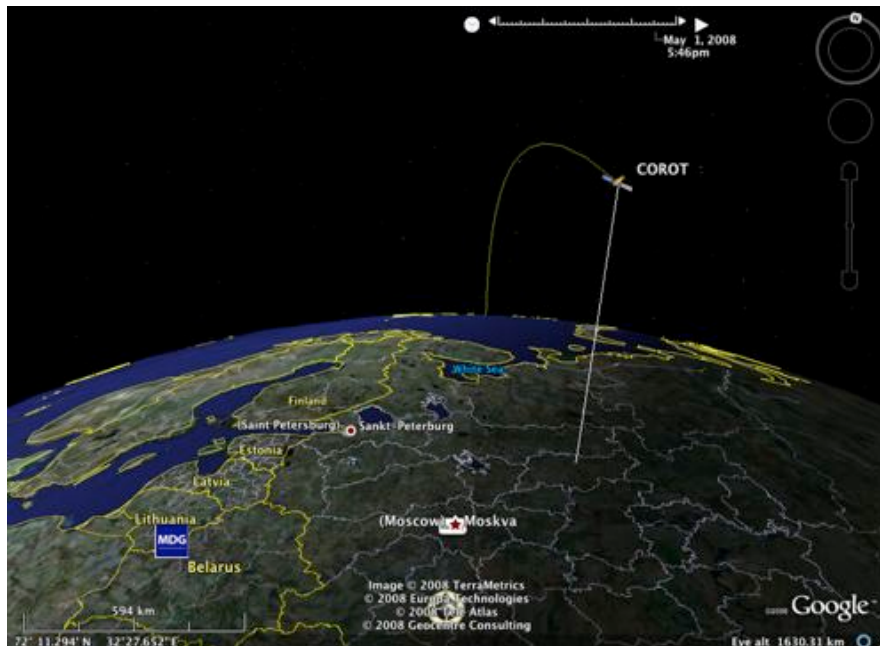 N
May 1, 2008
5:46pm
COROT
White Sea
Finland
(Saint Petersburg) Sankt-Peterburg
Estonia
Latvia
Lithuania
(Moscow) Moskva
MDG
Belarus
Image © 2008 TerraMetrics
© 2008 Europa Technologies
© 2008 Tele Atlas
© 2008 Geocentre Consulting
594 km
©2008 Google™
72° 11.294' N 32°27.652' E
Eye alt 1630.31 km